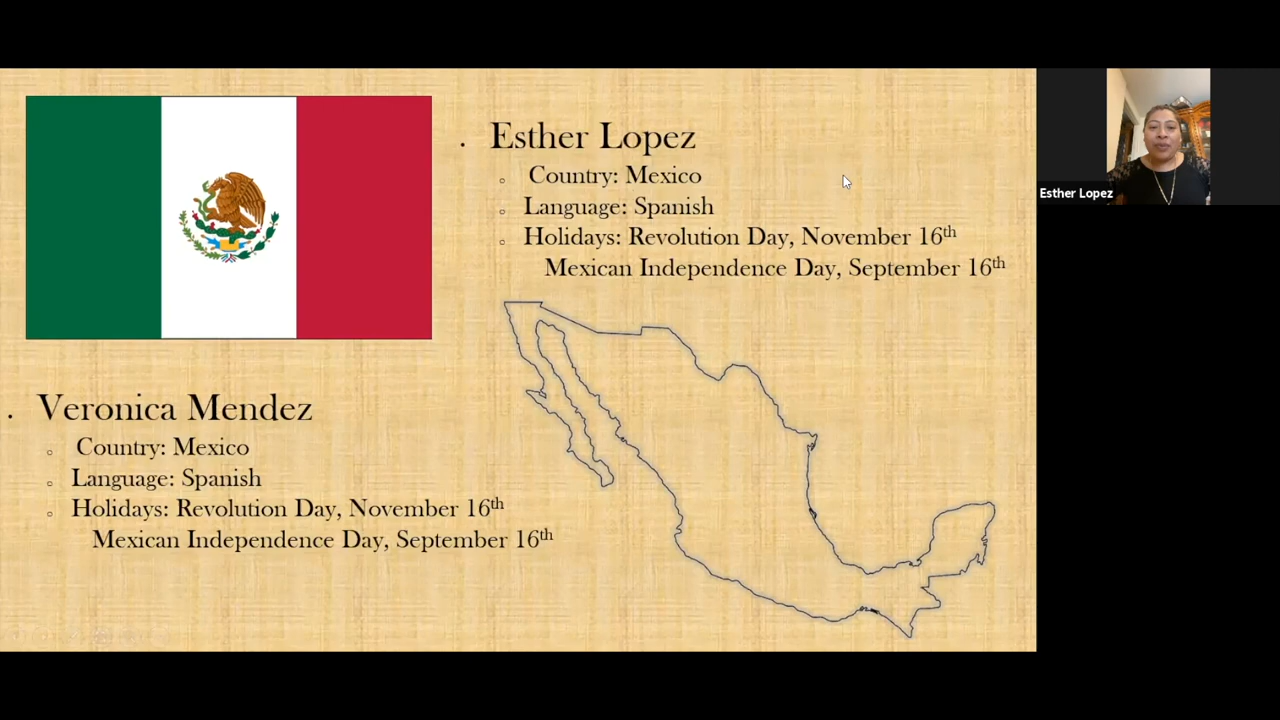 Esther Lopez
Country: Mexico
Language: Spanish
Holidays: Revolution Day, November 16th
Mexican Independence Day, September 16th
Esther Lopez
Veronica Mendez
Country: Mexico
Language: Spanish
Holidays: Revolution Day, November 16th
Mexican Independence Day, September 16th